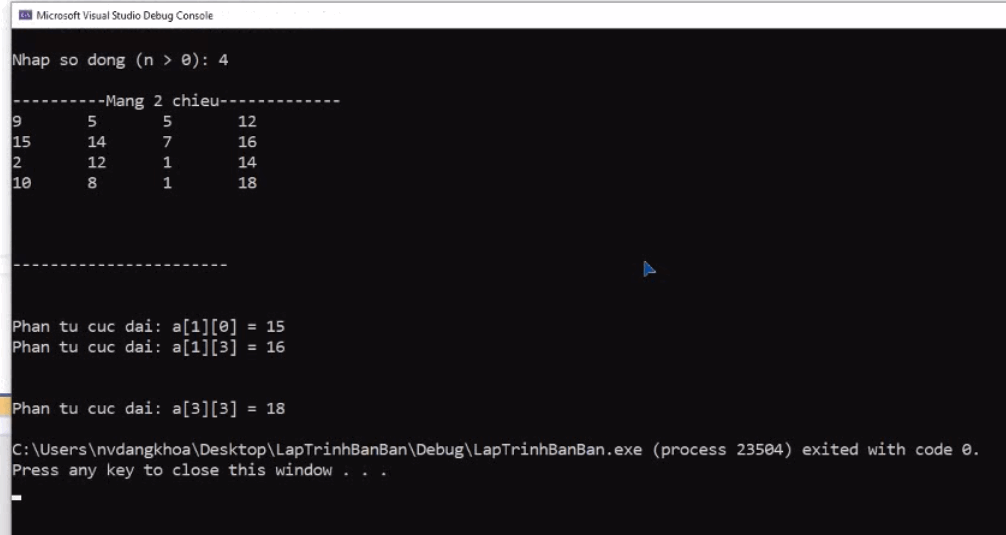 Microsoft Visual Studio Debug Console
Nhap so dong (n > 0): 4
----------Mang 2 chieu-------------
9 5 5 12
15 14 7 16
2 12 1 14
10 8 1 18
-----------------------
Phan tu cuc dai: a[1][0] = 15
Phan tu cuc dai: a[1][3] = 16
Phan tu cuc dai: a[3][3] = 18
C:\Users\nvdangkhoa\Desktop\LapTrinhBanBan\Debug\LapTrinhBanBan.exe (process 23504) exited with code 0.
Press any key to close this window . . .